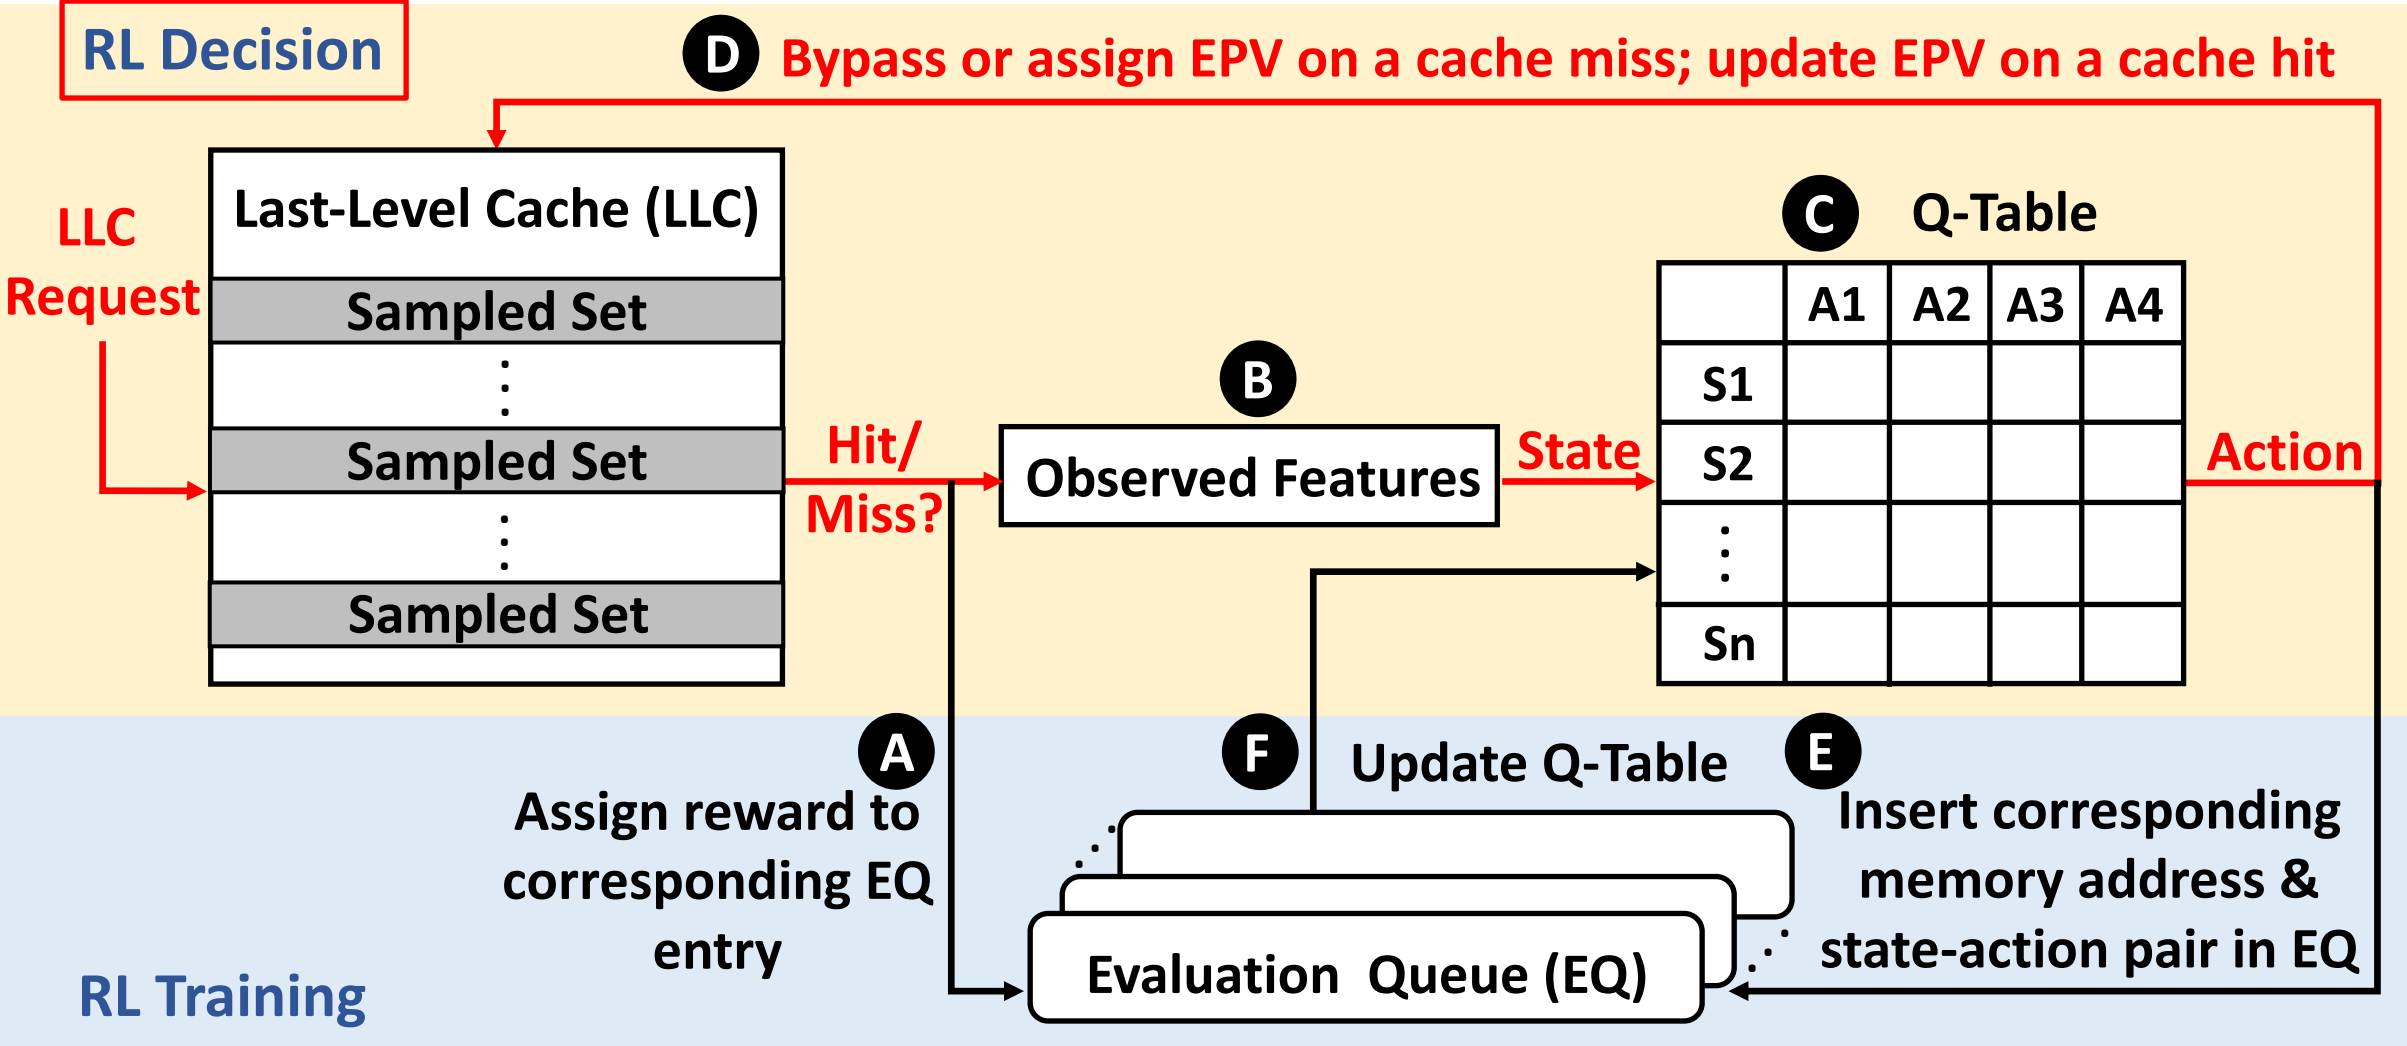 RL Decision
D Bypass or assign EPV on a cache miss; update EPV on a cache hit
LLC
Request
Last-Level Cache (LLC)
Sampled Set
⋮
Sampled Set
⋮
Sampled Set
Hit/
Miss?
B
Observed Features
State
C Q-Table
A1 A2 A3 A4
S1
S2
⋮
Sn
Action
A
Assign reward to
corresponding EQ
entry
F Update Q-Table
E
Insert corresponding
memory address &
state-action pair in EQ
Evaluation Queue (EQ)
RL Training